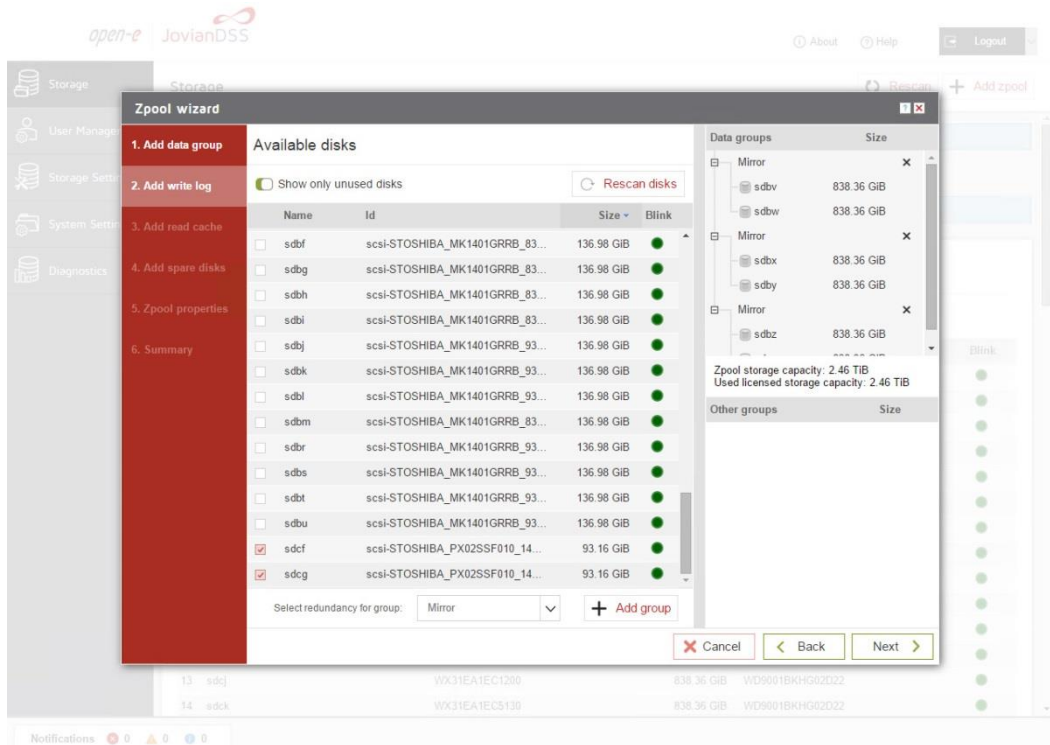 open-e JovianDSS
About Help Logout
Storage
Storage
Rescan
Add zpool
User Manage
Storage Settin
System Settin
Diagnostics
Zpool wizard
1. Add data group
2. Add write log
3. Add read cache
4. Add spare disks
5. Zpool properties
6. Summary
Available disks
Show only unused disks
Rescan disks
Name Id Size Blink
sdbf scsi-STOSHIBA_MK1401GRRB_83... 136.98 GiB
sdbg scsi-STOSHIBA_MK1401GRRB_83... 136.98 GiB
sdbh scsi-STOSHIBA_MK1401GRRB_83... 136.98 GiB
sdbi scsi-STOSHIBA_MK1401GRRB_83... 136.98 GiB
sdbj scsi-STOSHIBA_MK1401GRRB_93... 136.98 GiB
sdbk scsi-STOSHIBA_MK1401GRRB_93... 136.98 GiB
sdbl scsi-STOSHIBA_MK1401GRRB_93... 136.98 GiB
sdbm scsi-STOSHIBA_MK1401GRRB_83... 136.98 GiB
sdbr scsi-STOSHIBA_MK1401GRRB_93... 136.98 GiB
sdbs scsi-STOSHIBA_MK1401GRRB_93... 136.98 GiB
sdbt scsi-STOSHIBA_MK1401GRRB_93... 136.98 GiB
sdbu scsi-STOSHIBA_MK1401GRRB_93... 136.98 GiB
sdcf scsi-STOSHIBA_PX02SSF010_14... 93.16 GiB
sdcg scsi-STOSHIBA_PX02SSF010_14... 93.16 GiB
Select redundancy for group: Mirror Add group
Data groups Size
Mirror
sdbv 838.36 GiB
sdbw 838.36 GiB
Mirror
sdbx 838.36 GiB
sdby 838.36 GiB
Mirror
sdbz 838.36 GiB
Zpool storage capacity: 2.46 TiB
Used licensed storage capacity: 2.46 TiB
Other groups Size
Cancel Back Next
Blink
13 sdcj WX31EA1EC1200 838.36 GiB WD9001BKHG02D22
14 sdck WX31EA1EC5130 838.36 GiB WD9001BKHG02D22
Notifications 0 0 0